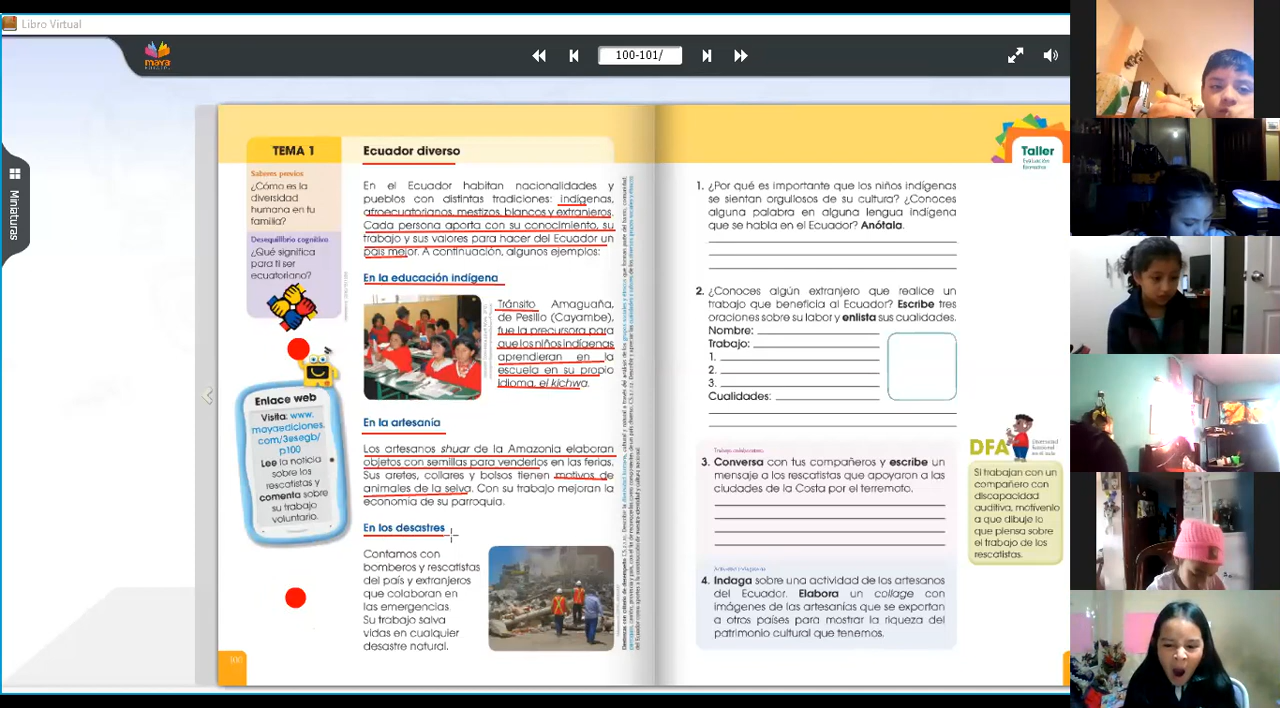 Libro Virtual
maya
100-101/
Miniaturas
TEMA 1
Ecuador diverso
Saberes previos
¿Cómo es la
diversidad
humana en tu
familia?
Desequilibrio cognitivo
¿Qué significa
para ti ser
ecuatoriano?
Enlace web
Visita: www.
mayaediciones.
com/3esegb/
p100
Lee la noticia
sobre los
rescatistas y
comenta sobre
su trabajo
voluntario.
100
En el Ecuador habitan nacionalidades y
pueblos con distintas tradiciones: indígenas,
afroecuatorianos, mestizos, blancos y extranjeros.
Cada persona aporta con su conocimiento, su
trabajo y sus valores para hacer del Ecuador un
país mejor. A continuación, algunos ejemplos:
En la educación indígena
Tránsito Amaguaña,
de Pesillo (Cayambe),
fue la precursora para
que los niños indígenas
aprendieran en la
escuela en su propio
idioma, el kichwa.
En la artesanía
Los artesanos shuar de la Amazonía elaboran
objetos con semillas para venderlos en las ferias.
Sus aretes, collares y bolsos tienen motivos de
animales de la selva. Con su trabajo mejoran la
economía de su parroquia.
En los desastres
Contamos con
bomberos y rescatistas
del país y extranjeros
que colaboran en
las emergencias.
Su trabajo salva
vidas en cualquier
desastre natural.
Taller
Evaluación
formativa
1. ¿Por qué es importante que los niños indígenas
se sientan orgullosos de su cultura? ¿Conoces
alguna palabra en alguna lengua indígena
que se habla en el Ecuador? Anótala.
2. ¿Conoces algún extranjero que realice un
trabajo que beneficia al Ecuador? Escribe tres
oraciones sobre su labor y enlista sus cualidades.
Nombre:
Trabajo:
1.
2.
3.
Cualidades:
Trabajo colaborativo
3. Conversa con tus compañeros y escribe un
mensaje a los rescatistas que apoyaron a las
ciudades de la Costa por el terremoto.
4. Indaga sobre una actividad de los artesanos
del Ecuador. Elabora un collage con
imágenes de las artesanías que se exportan
a otros países para mostrar la riqueza del
patrimonio cultural que tenemos.
DFA
Si trabajan con un
compañero con
discapacidad
auditiva, motívenlo
a que dibuje lo
que piensa sobre
el trabajo de los
rescatistas.